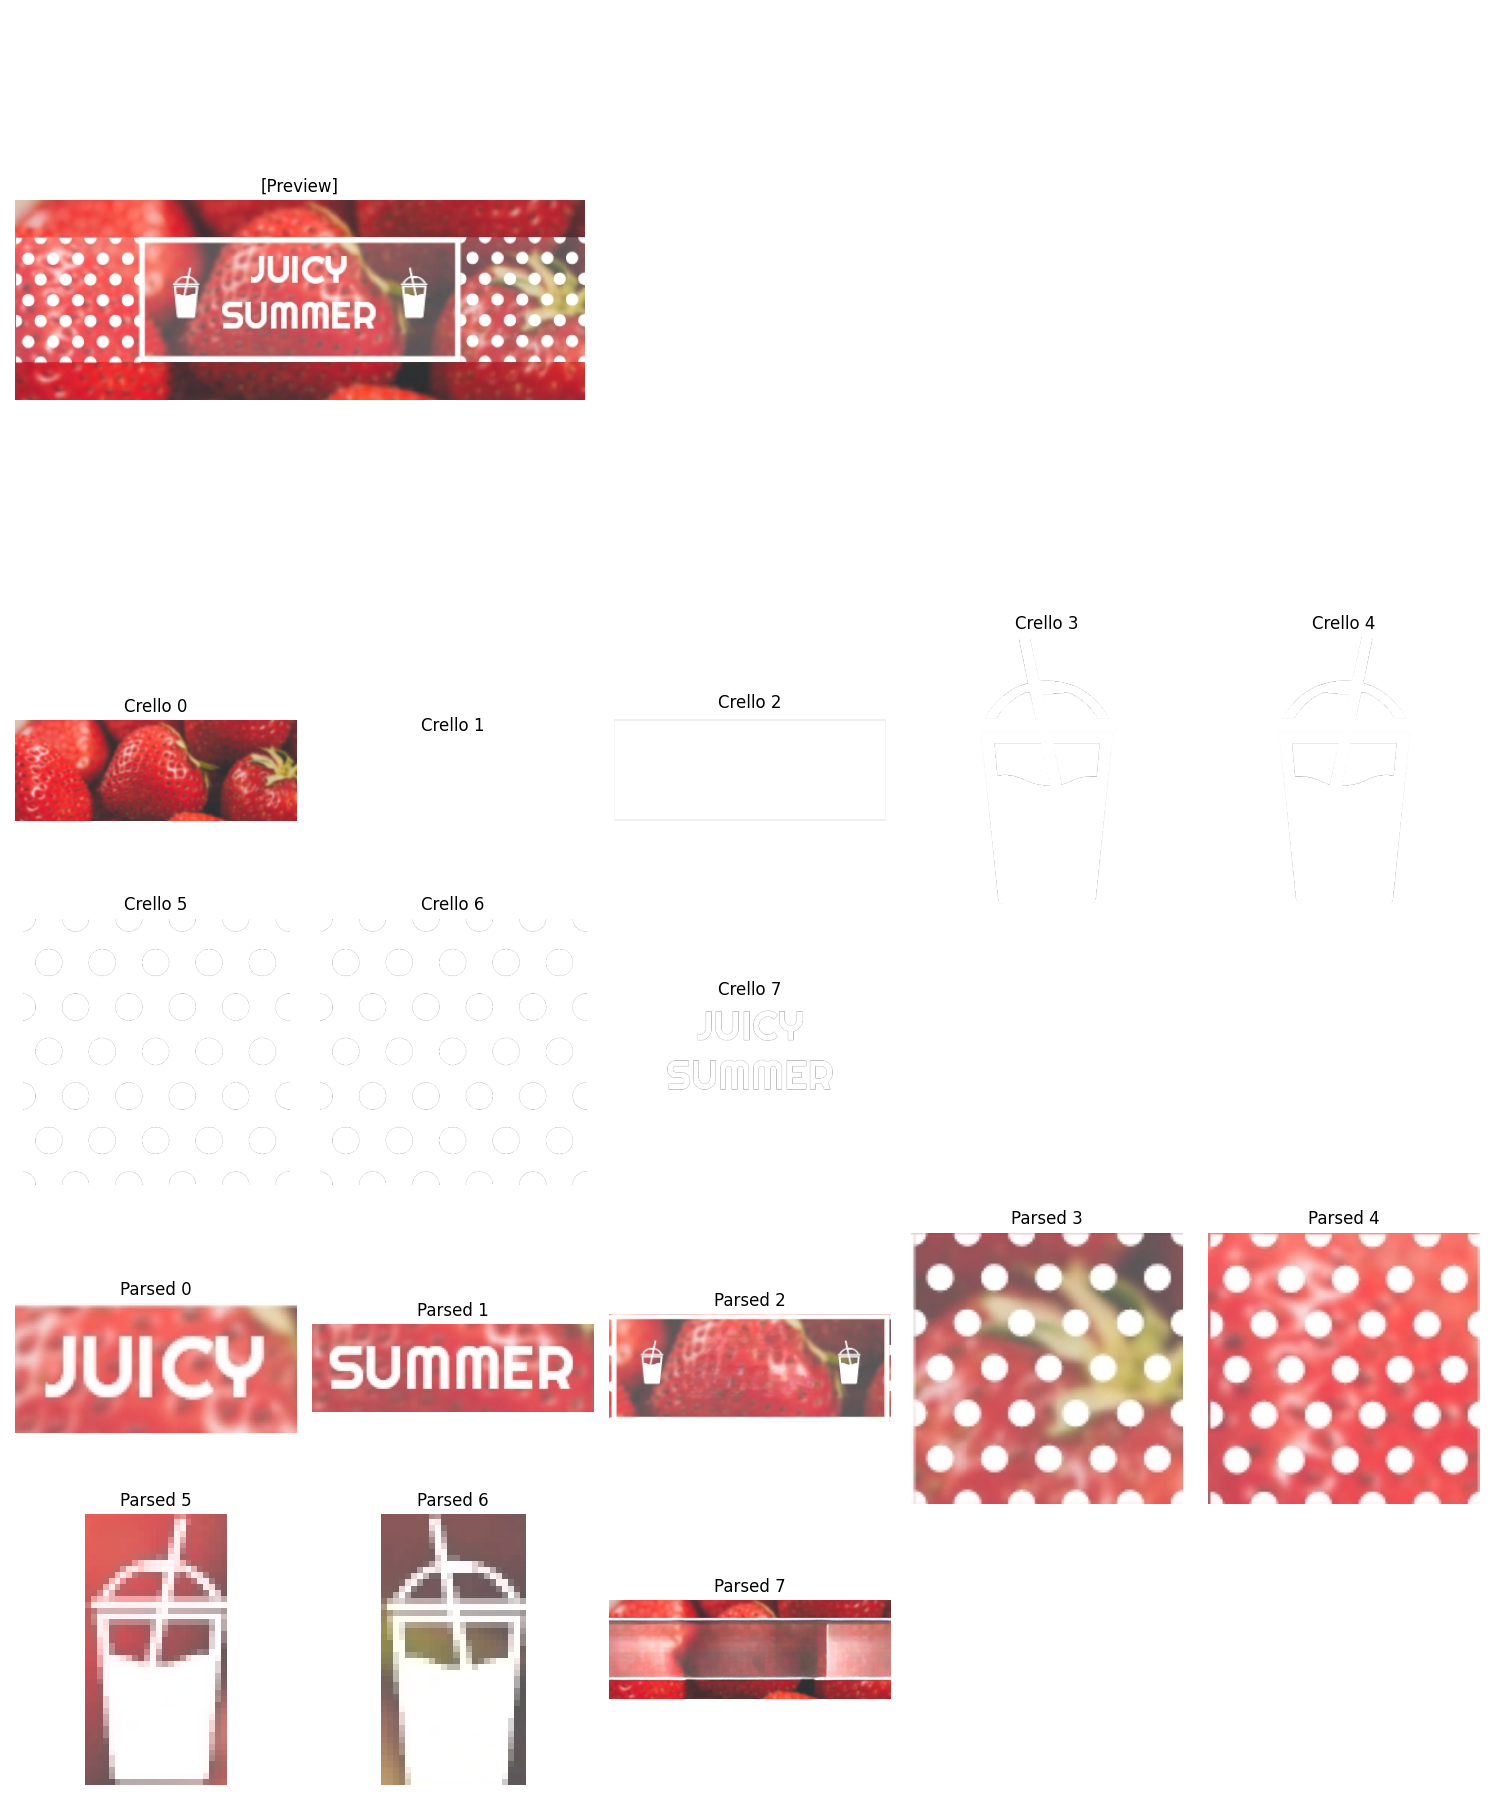 [Preview]
JUICY
SUMMER
Crello 0
Crello 1
Crello 2
Crello 3
Crello 4
Crello 5
Crello 6
Crello 7
JUICY
SUMMER
Parsed 0
JUICY
Parsed 1
SUMMER
Parsed 2
Parsed 3
Parsed 4
Parsed 5
Parsed 6
Parsed 7